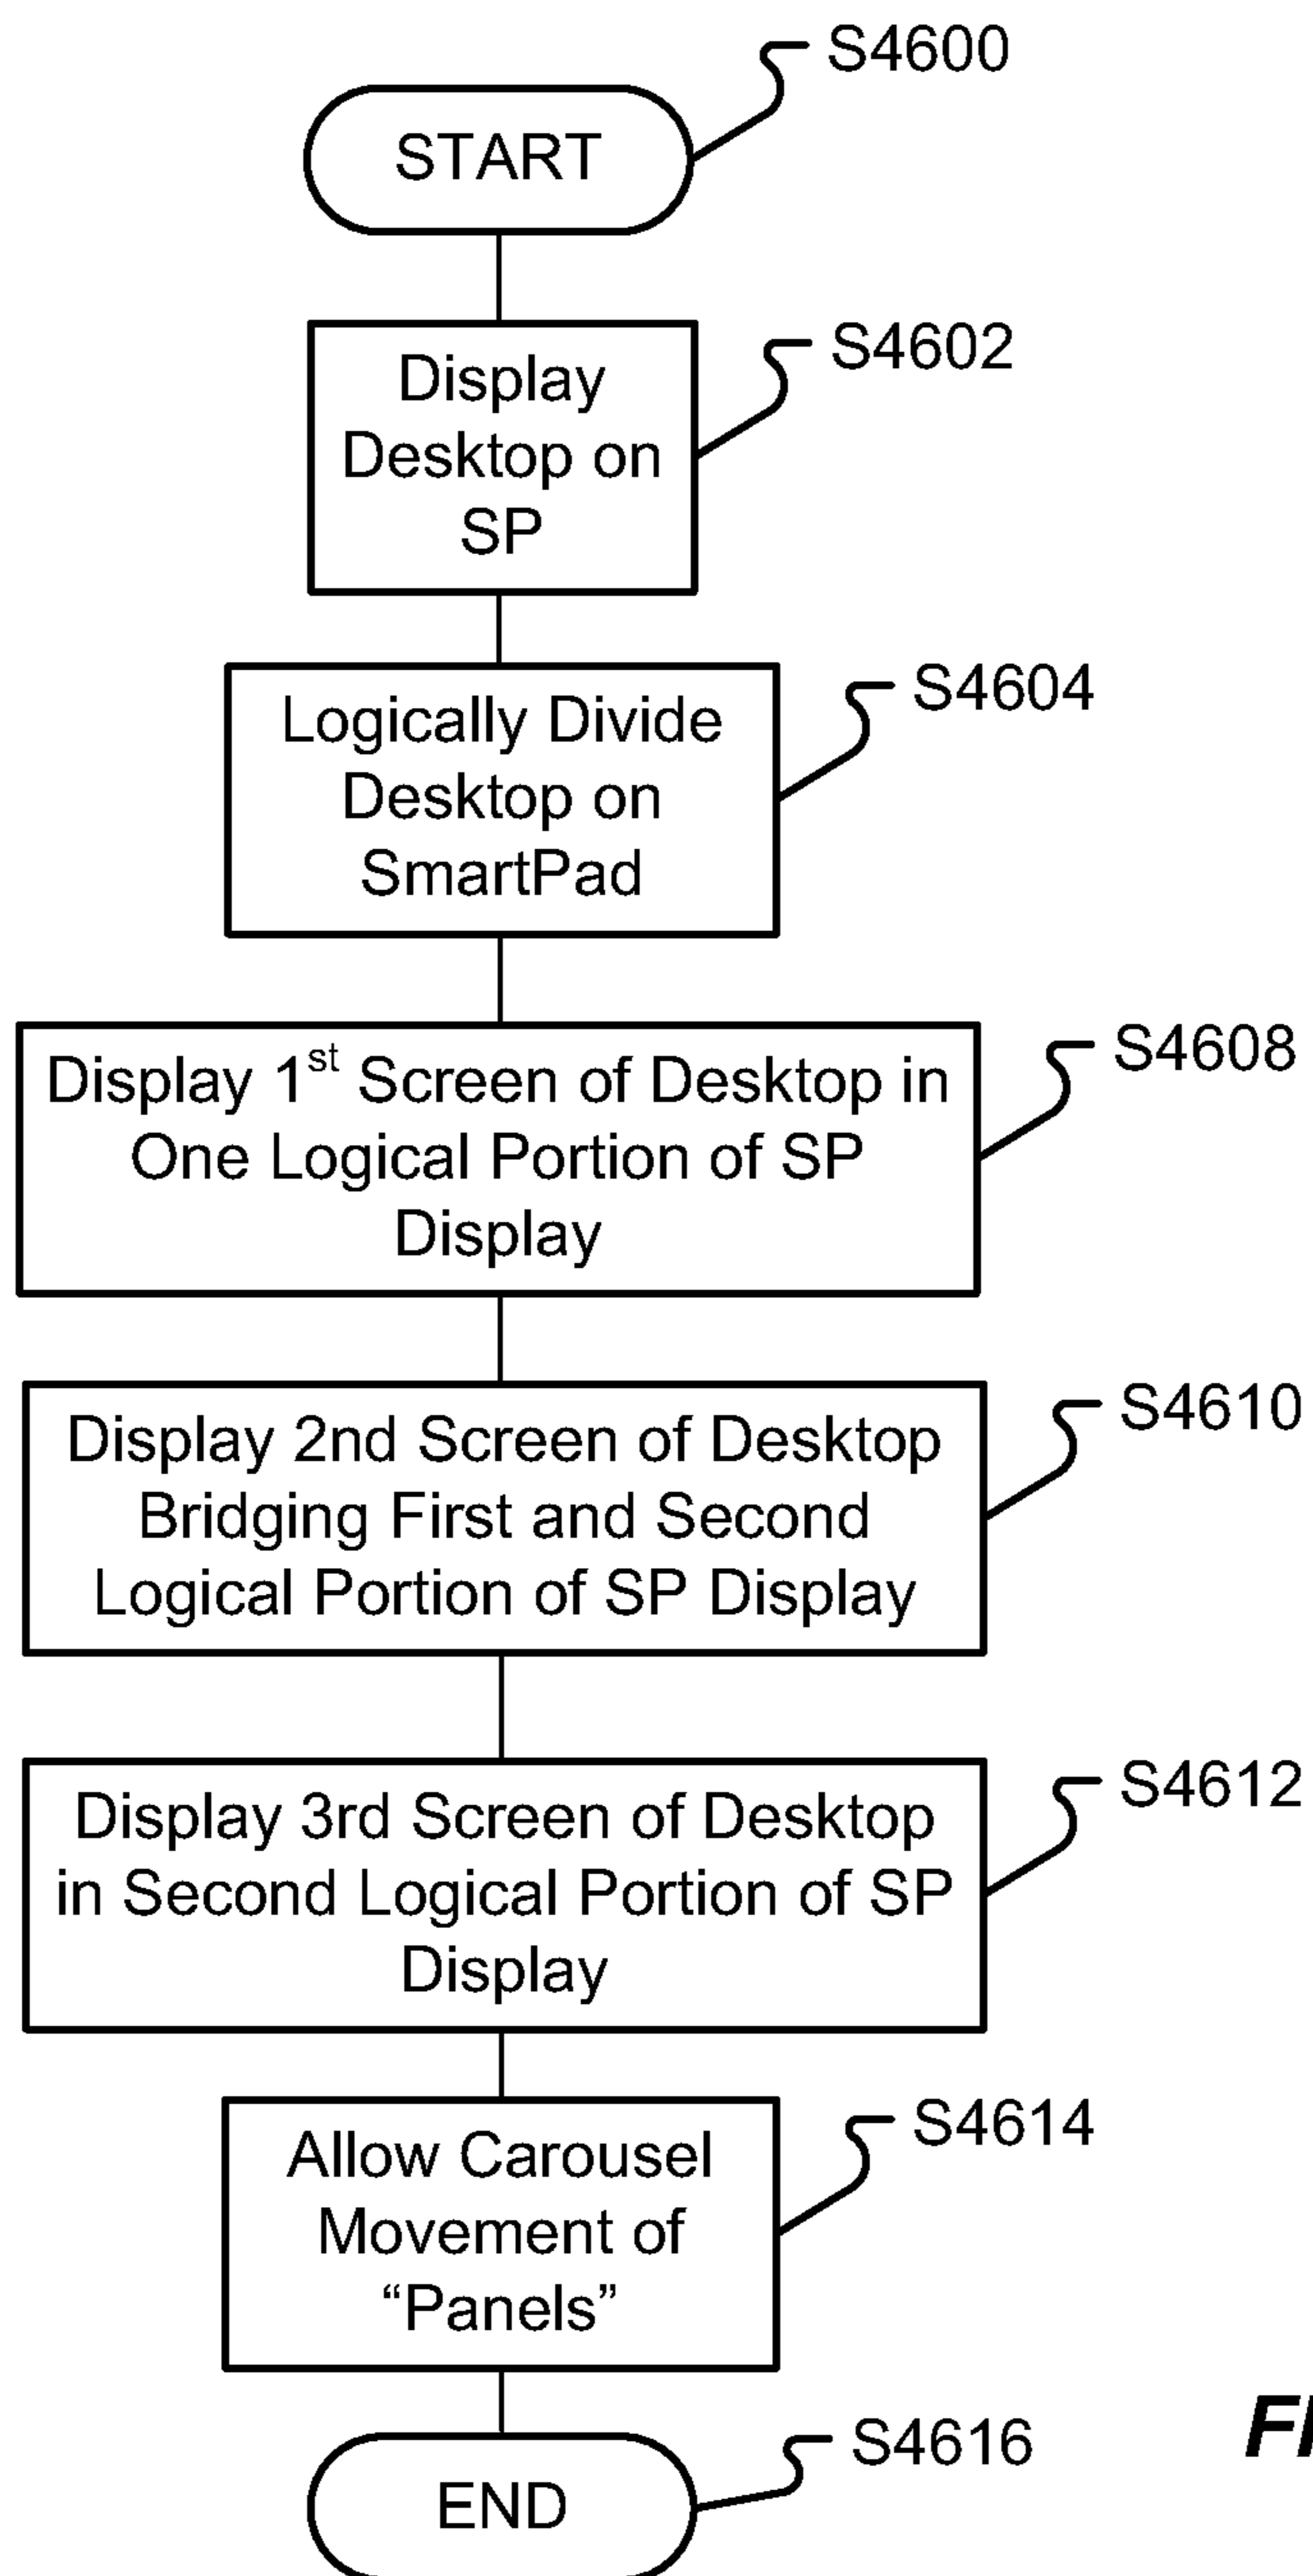 S4600
START
S4602
Display
Desktop on
SP
S4604
Logically Divide
Desktop on
SmartPad
S4608
Display 1st Screen of Desktop in
One Logical Portion of SP
Display
S4610
Display 2nd Screen of Desktop
Bridging First and Second
Logical Portion of SP Display
S4612
Display 3rd Screen of Desktop
in Second Logical Portion of SP
Display
S4614
Allow Carousel
Movement of
“Panels”
S4616
END